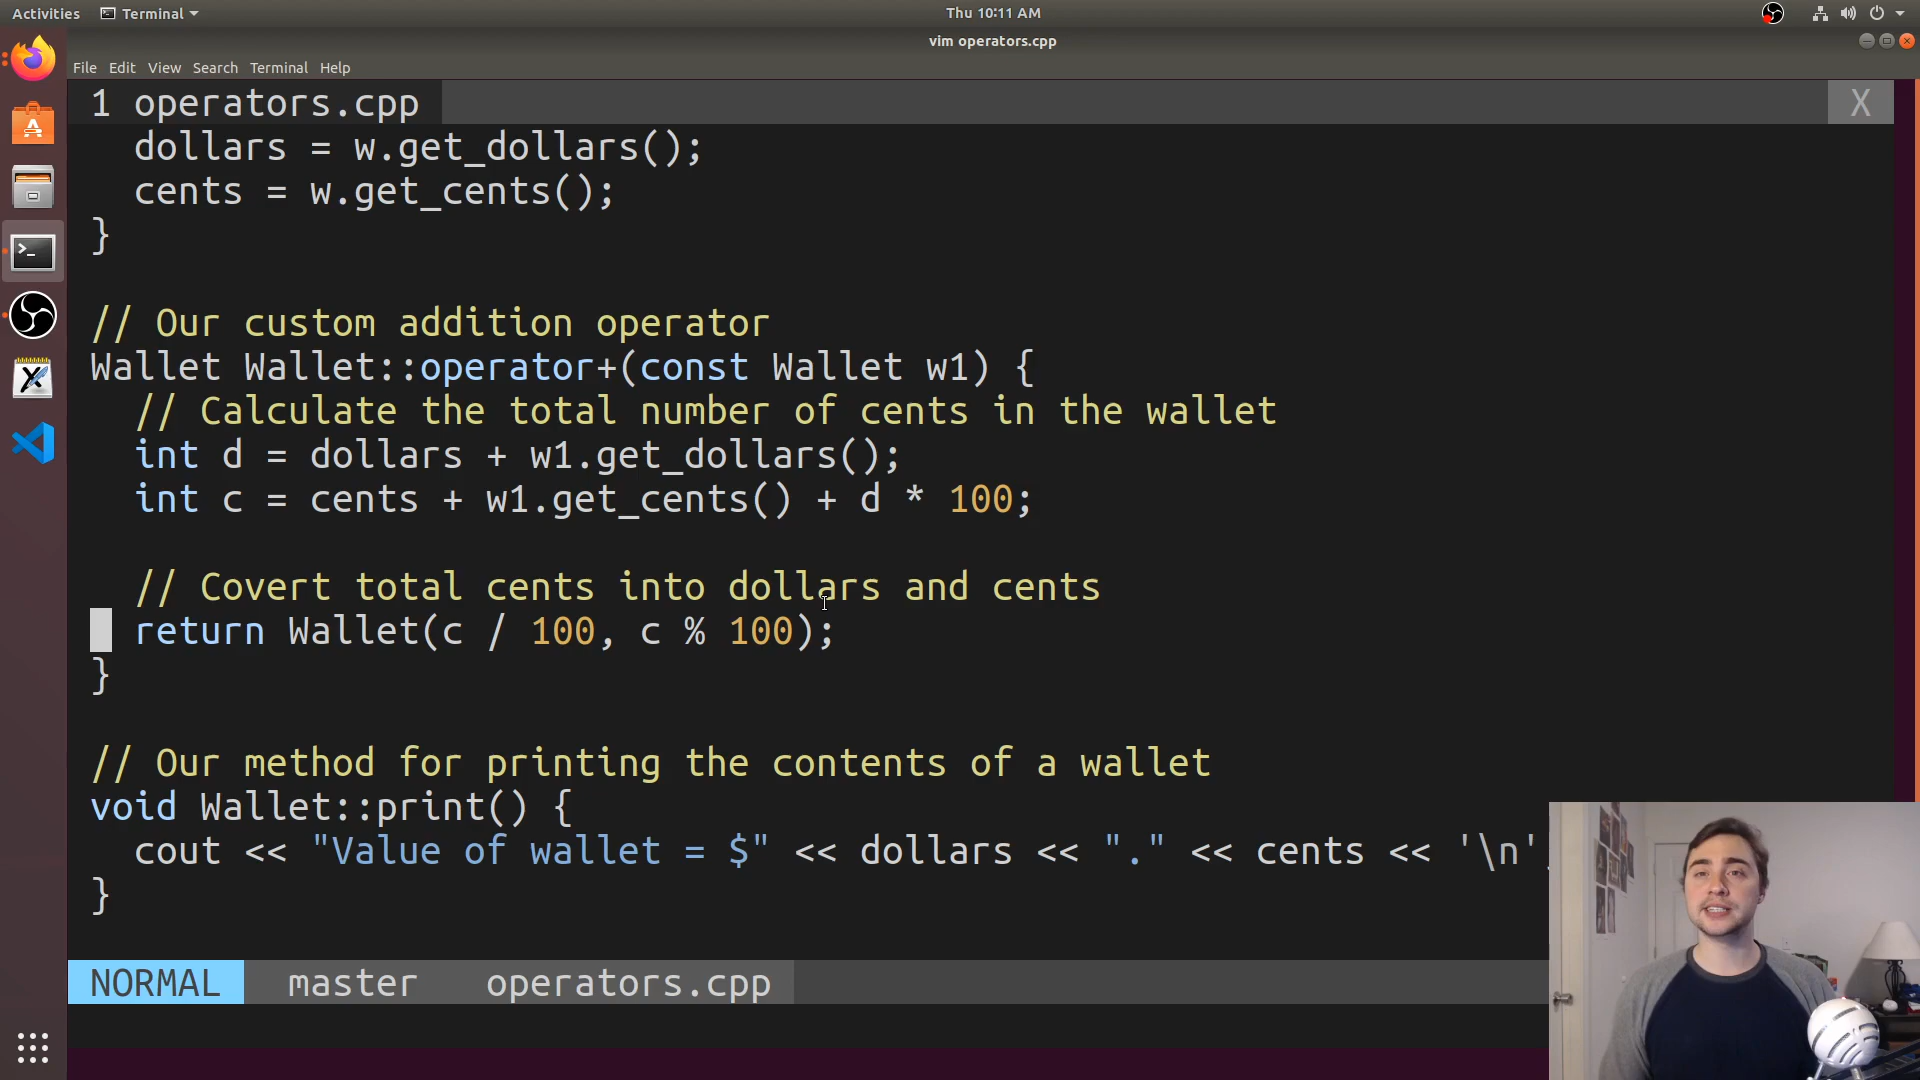 Activities Terminal Thu 10:11 AM
vim operators.cpp
File Edit View Search Terminal Help
1 operators.cpp X
dollars = w.get_dollars();
cents = w.get_cents();
}
// Our custom addition operator
Wallet Wallet::operator+(const Wallet w1) {
// Calculate the total number of cents in the wallet
int d = dollars + w1.get_dollars();
int c = cents + w1.get_cents() + d * 100;
// Covert total cents into dollars and cents
return Wallet(c / 100, c % 100);
}
// Our method for printing the contents of a wallet
void Wallet::print() {
cout << "Value of wallet = $" << dollars << "." << cents << '\n'
}
NORMAL master operators.cpp